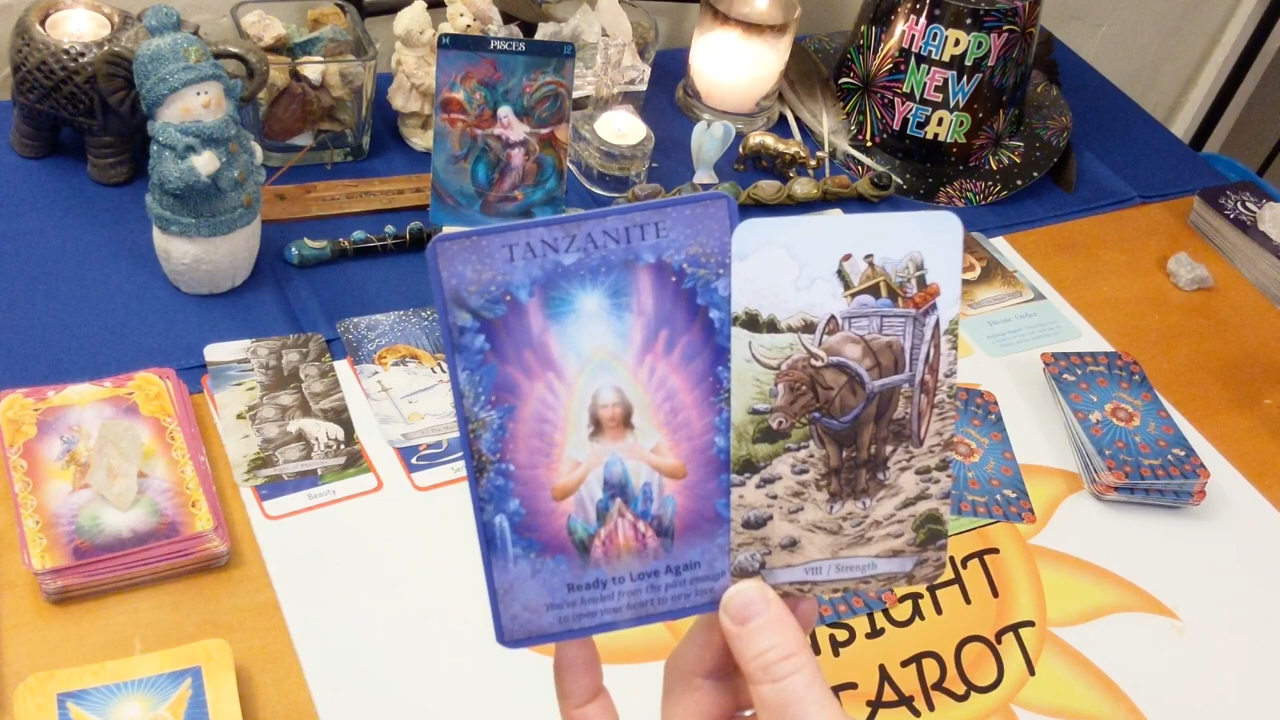 PISCES
12
HAPPY
NEW
YEAR
TANZANITE
Ready to Love Again
You've healed from the past enough
to open your heart to new love
VIII / Strength
Divine Order
Beauty
INSIGHT
TAROT